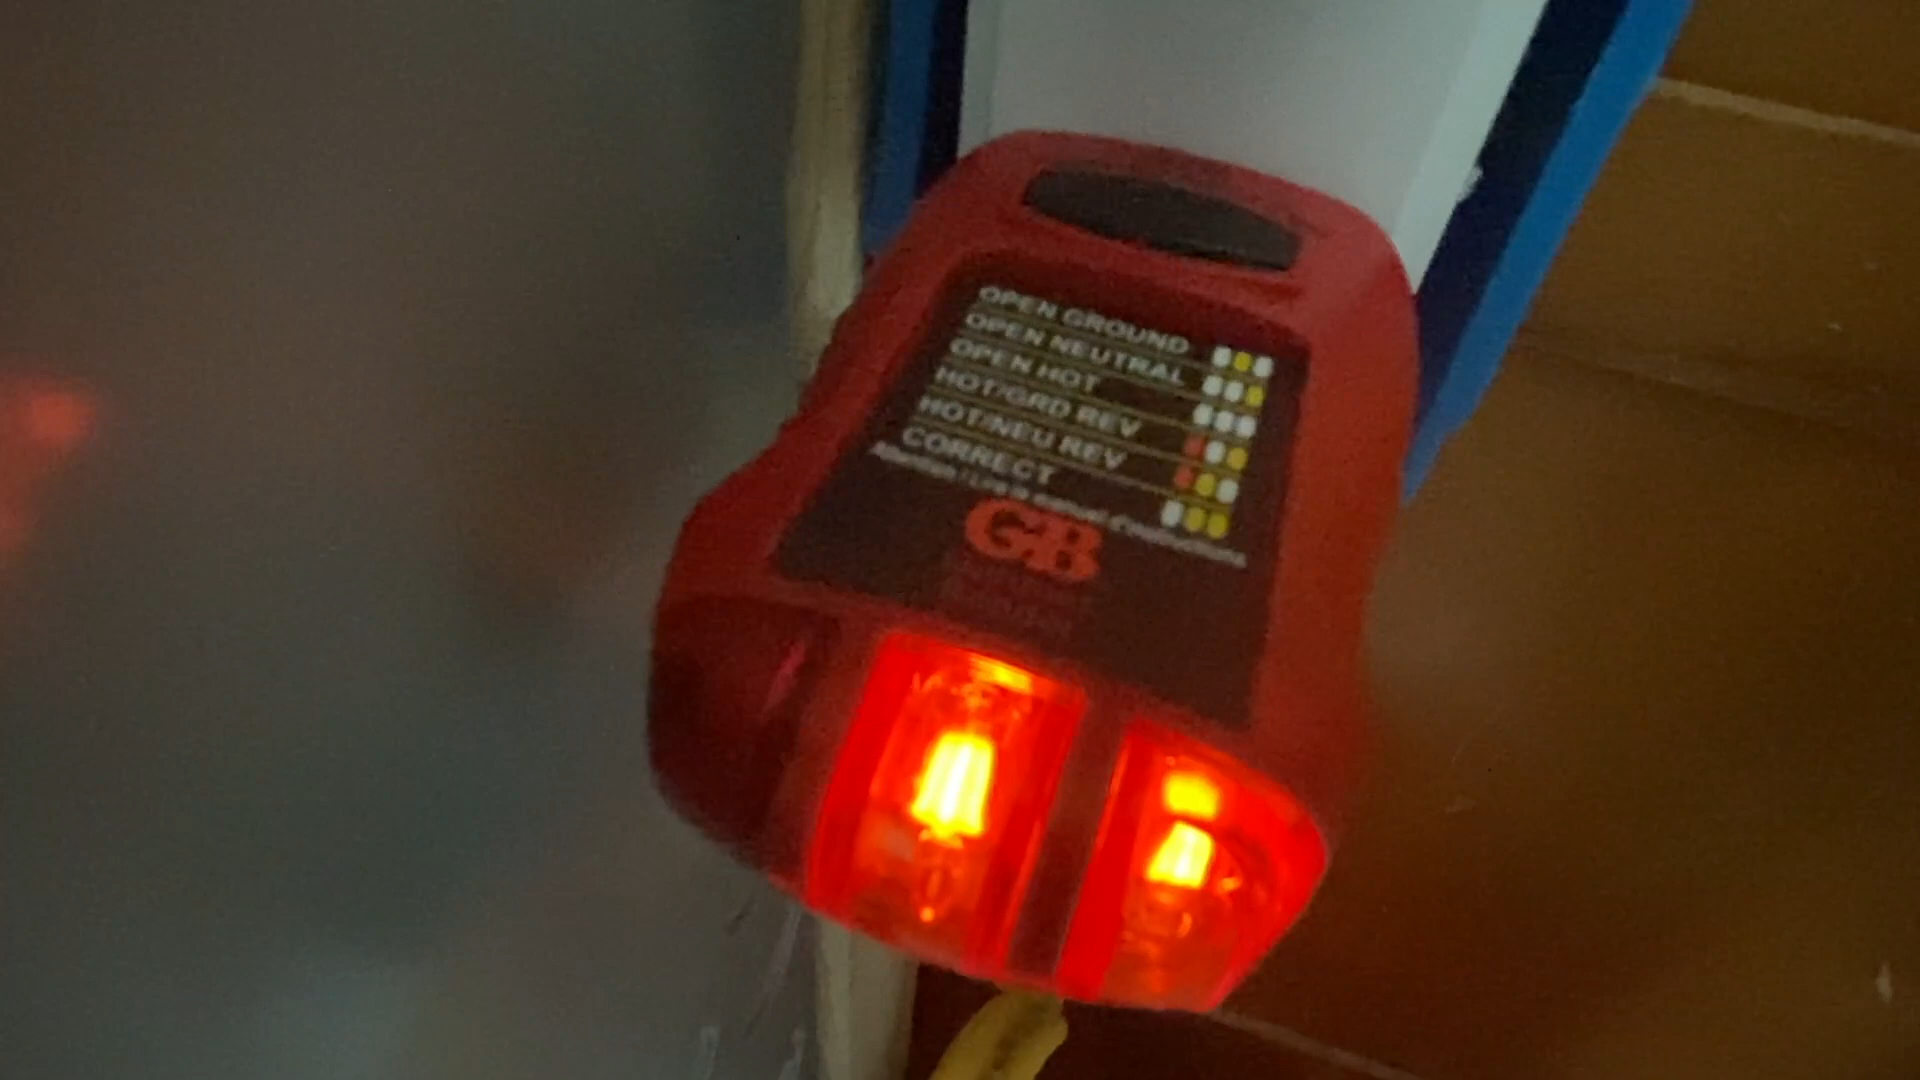 OPEN GROUND
OPEN NEUTRAL
OPEN HOT
HOT/GRD REV
HOT/NEU REV
CORRECT
GB